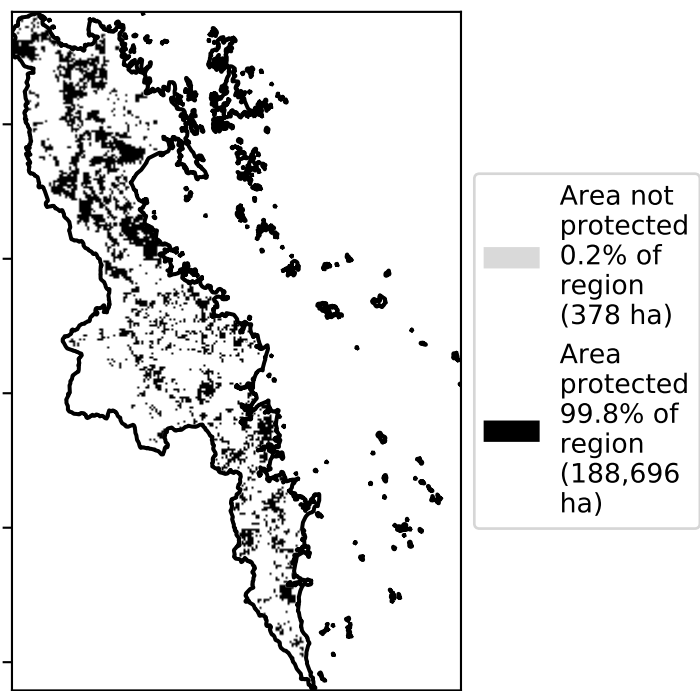 Area not
protected
0.2% of
region
(378 ha)
Area
protected
99.8% of
region
(188,696
ha)